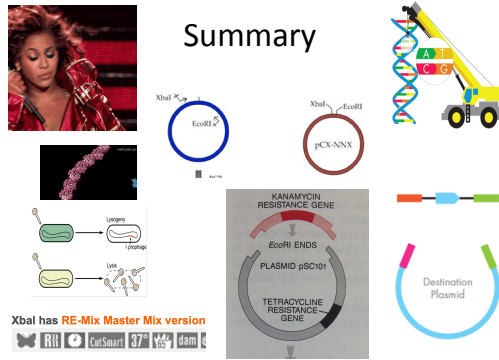 Summary
A T
C G
XbaI
EcoRI
XbaI
EcoRI
pCX-NNX
Lysogeny
prophage
Lysis
KANAMYCIN
RESISTANCE GENE
EcoRI ENDS
PLASMID pSC101
TETRACYCLINE
RESISTANCE
GENE
Destination
Plasmid
XbaI has RE-Mix Master Mix version
CutSmart 37° dam